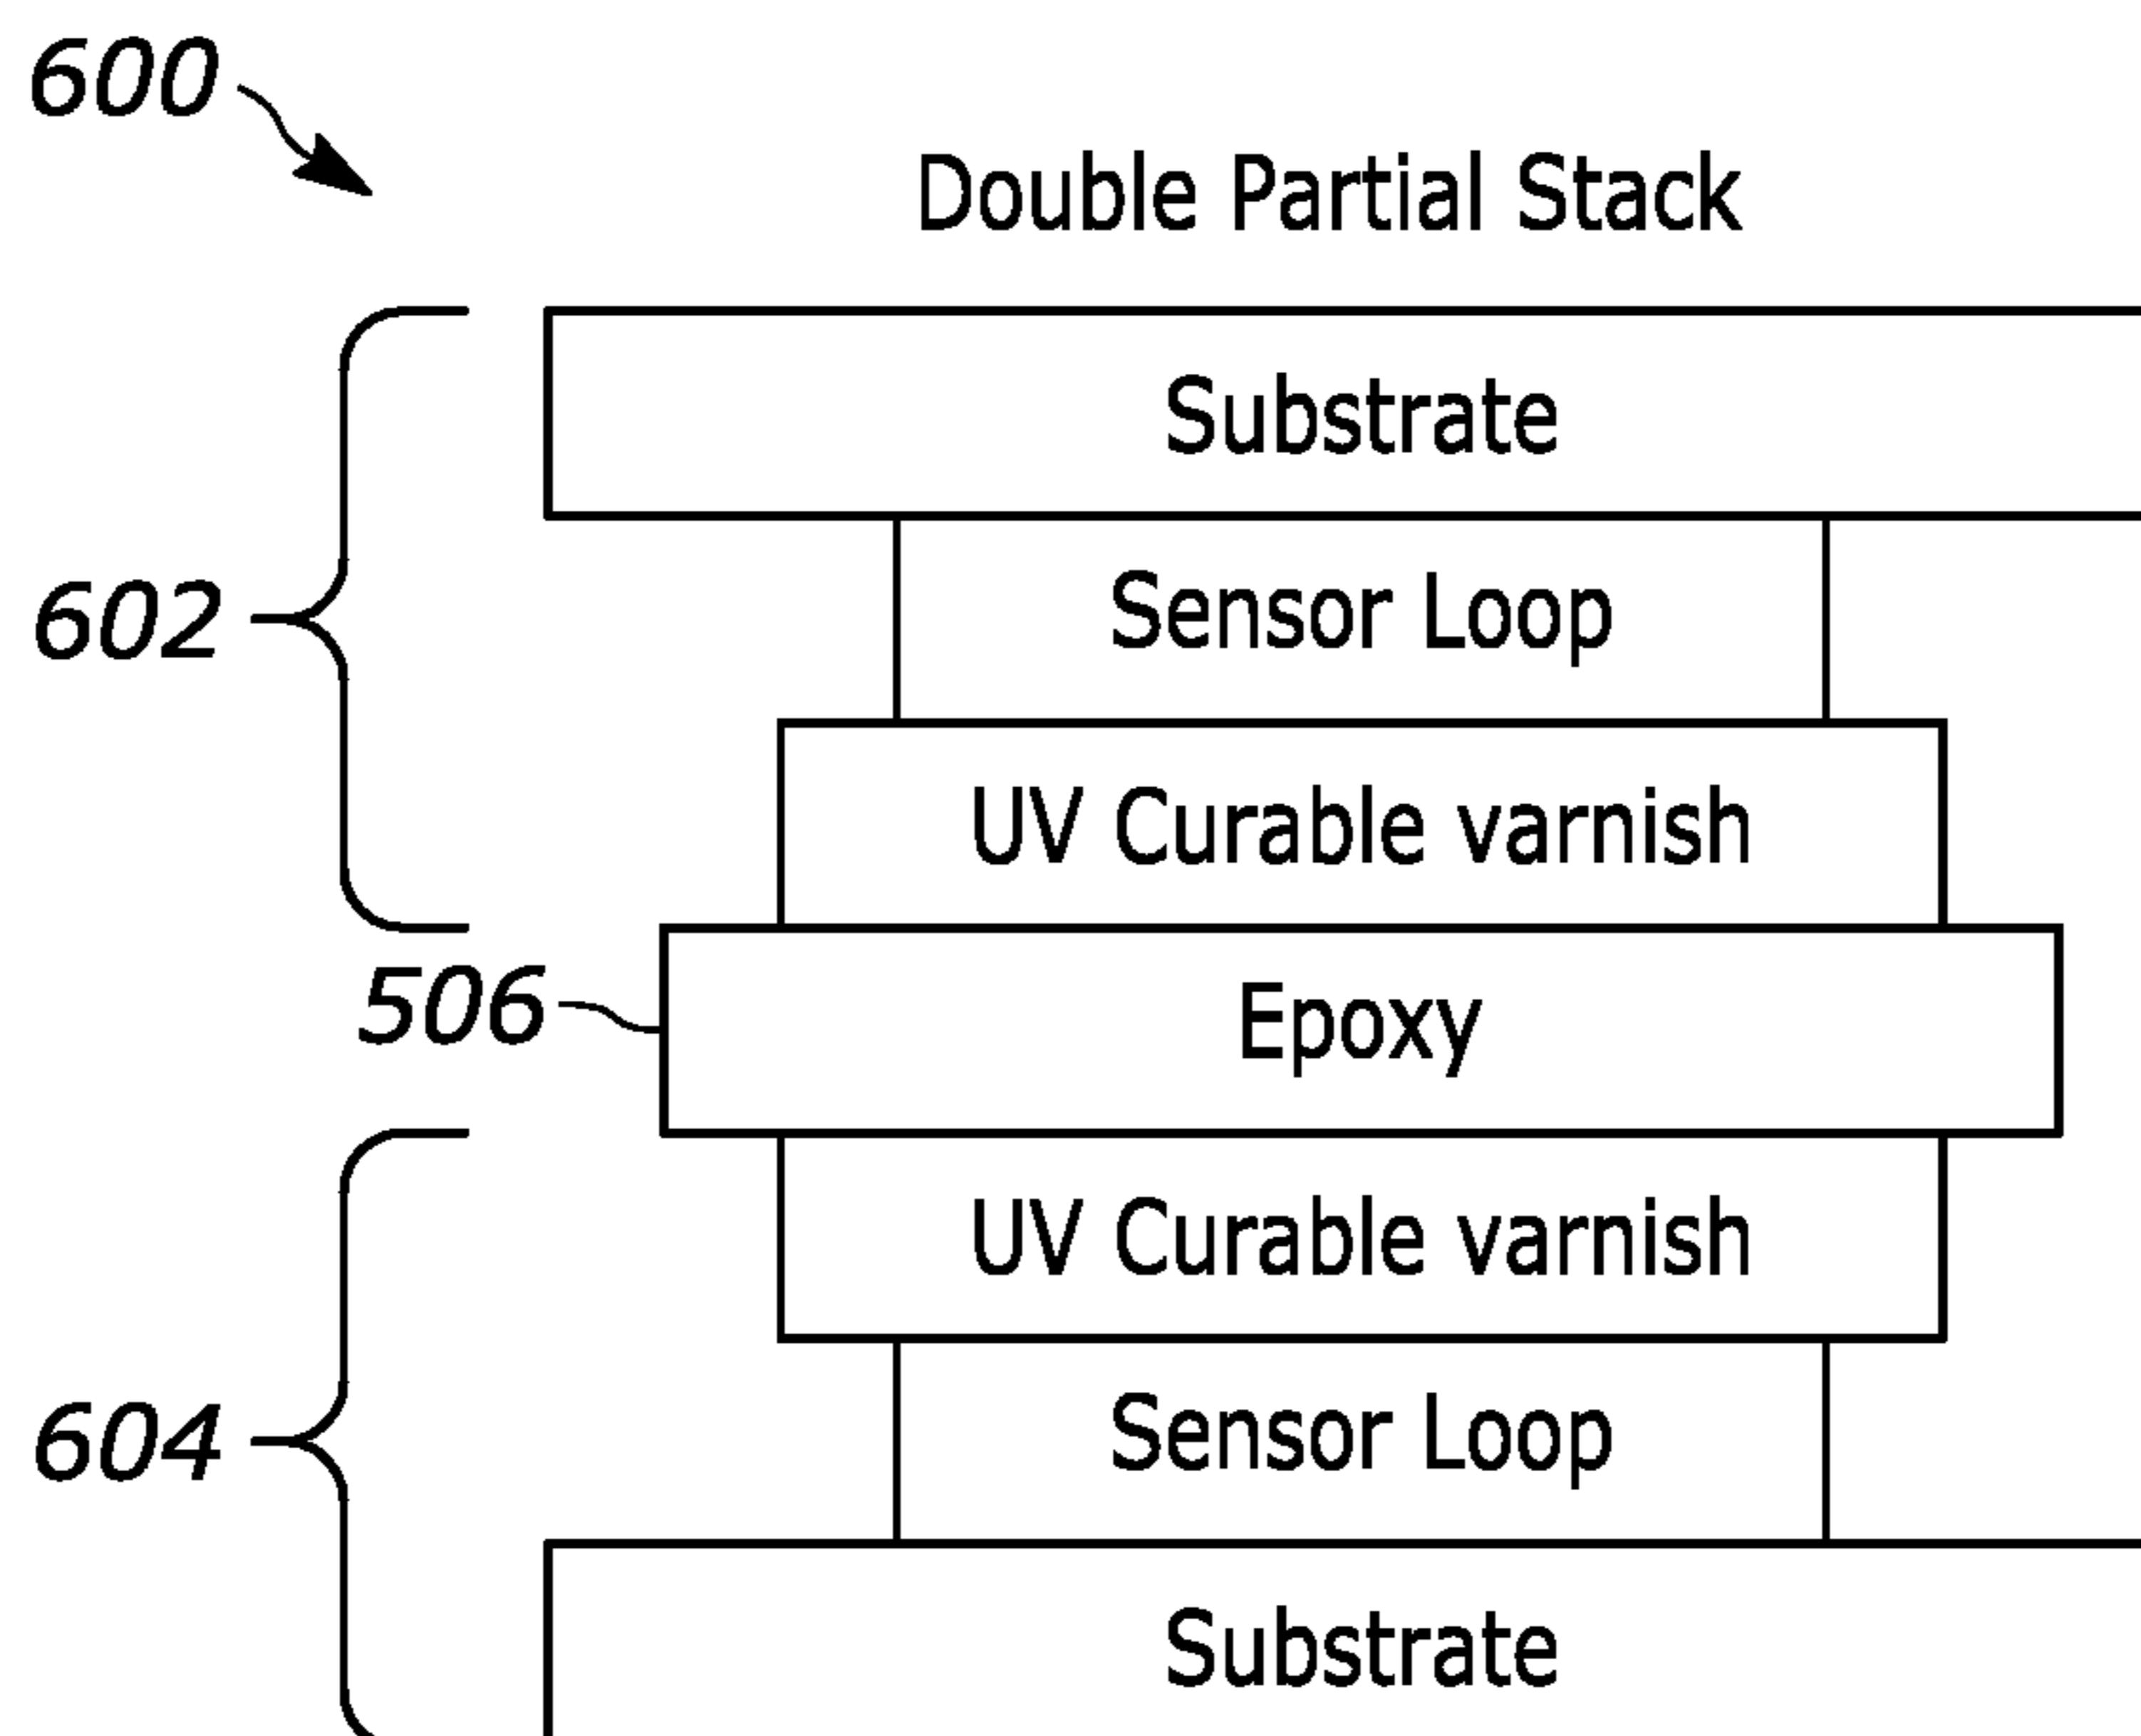 600
Double Partial Stack
Substrate
602
Sensor Loop
UV Curable varnish
506
Epoxy
UV Curable varnish
604
Sensor Loop
Substrate